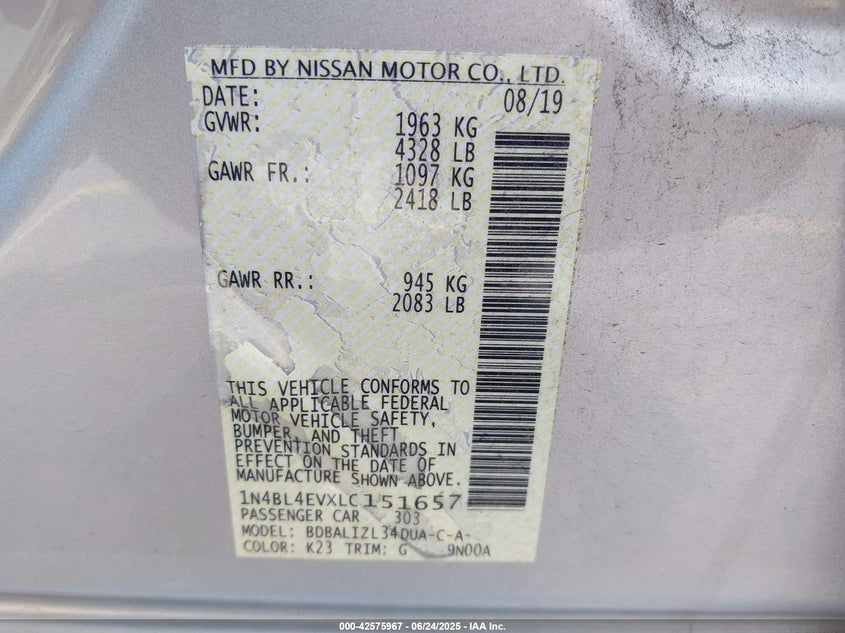 MFD BY NISSAN MOTOR CO., LTD.
DATE: 08/19
GVWR: 1963 KG
4328 LB
GAWR FR.: 1097 KG
2418 LB
GAWR RR.: 945 KG
2083 LB
THIS VEHICLE CONFORMS TO
ALL APPLICABLE FEDERAL
MOTOR VEHICLE SAFETY,
BUMPER, AND THEFT
PREVENTION STANDARDS IN
EFFECT ON THE DATE OF
MANUFACTURE SHOWN ABOVE.
1N4BL4EVXLC151657
PASSENGER CAR 303
MODEL: BDBALIZL34DUA-C-A-
COLOR: K23 TRIM: G 9N00A
000-42575967 | 06/24/2025 - IAA Inc.